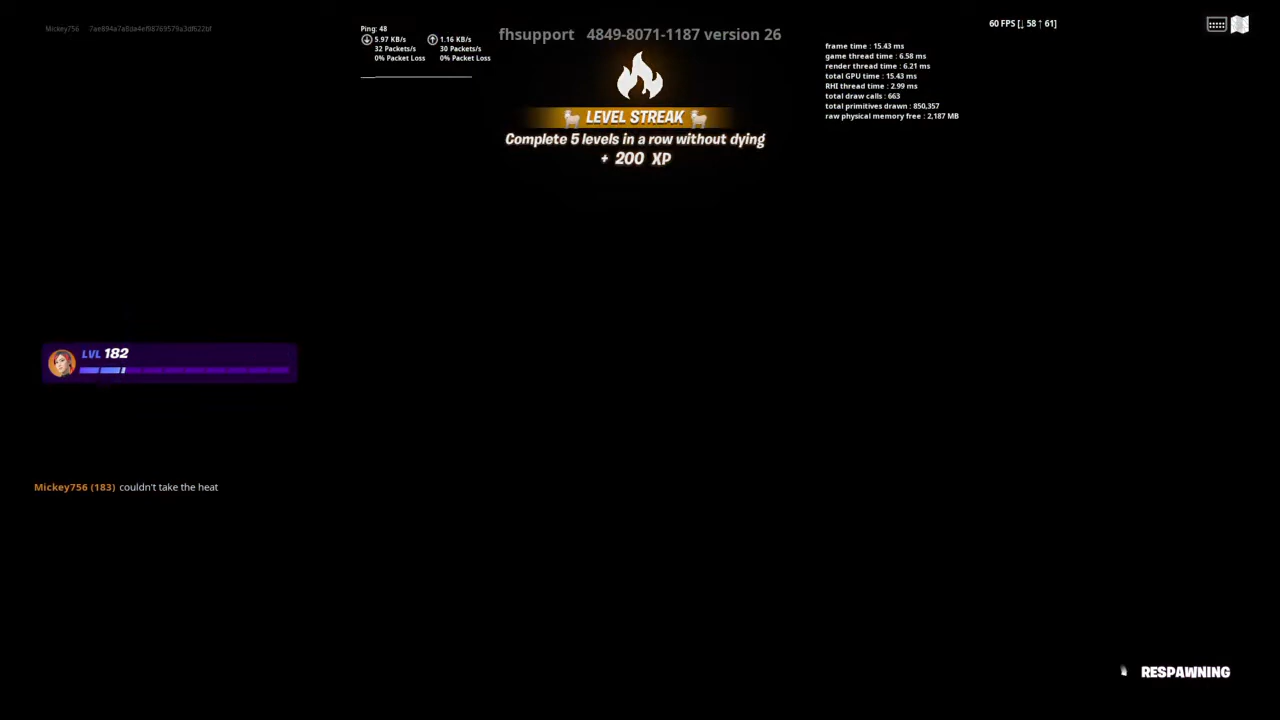 Mickey756 7ae894a7a8da4ef98769579a3df622bf
Ping: 48
5.97 KB/s 1.16 KB/s
32 Packets/s 30 Packets/s
0% Packet Loss 0% Packet Loss
fhsupport 4849-8071-1187 version 26
60 FPS [↓ 58 ↑ 61]
frame time : 15.43 ms
game thread time : 6.58 ms
render thread time : 6.21 ms
total GPU time : 15.43 ms
RHI thread time : 2.99 ms
total draw calls : 663
total primitives drawn : 850,357
raw physical memory free : 2,187 MB
LEVEL STREAK
Complete 5 levels in a row without dying
+ 200 XP
LVL 182
Mickey756 (183) couldn't take the heat
RESPAWNING